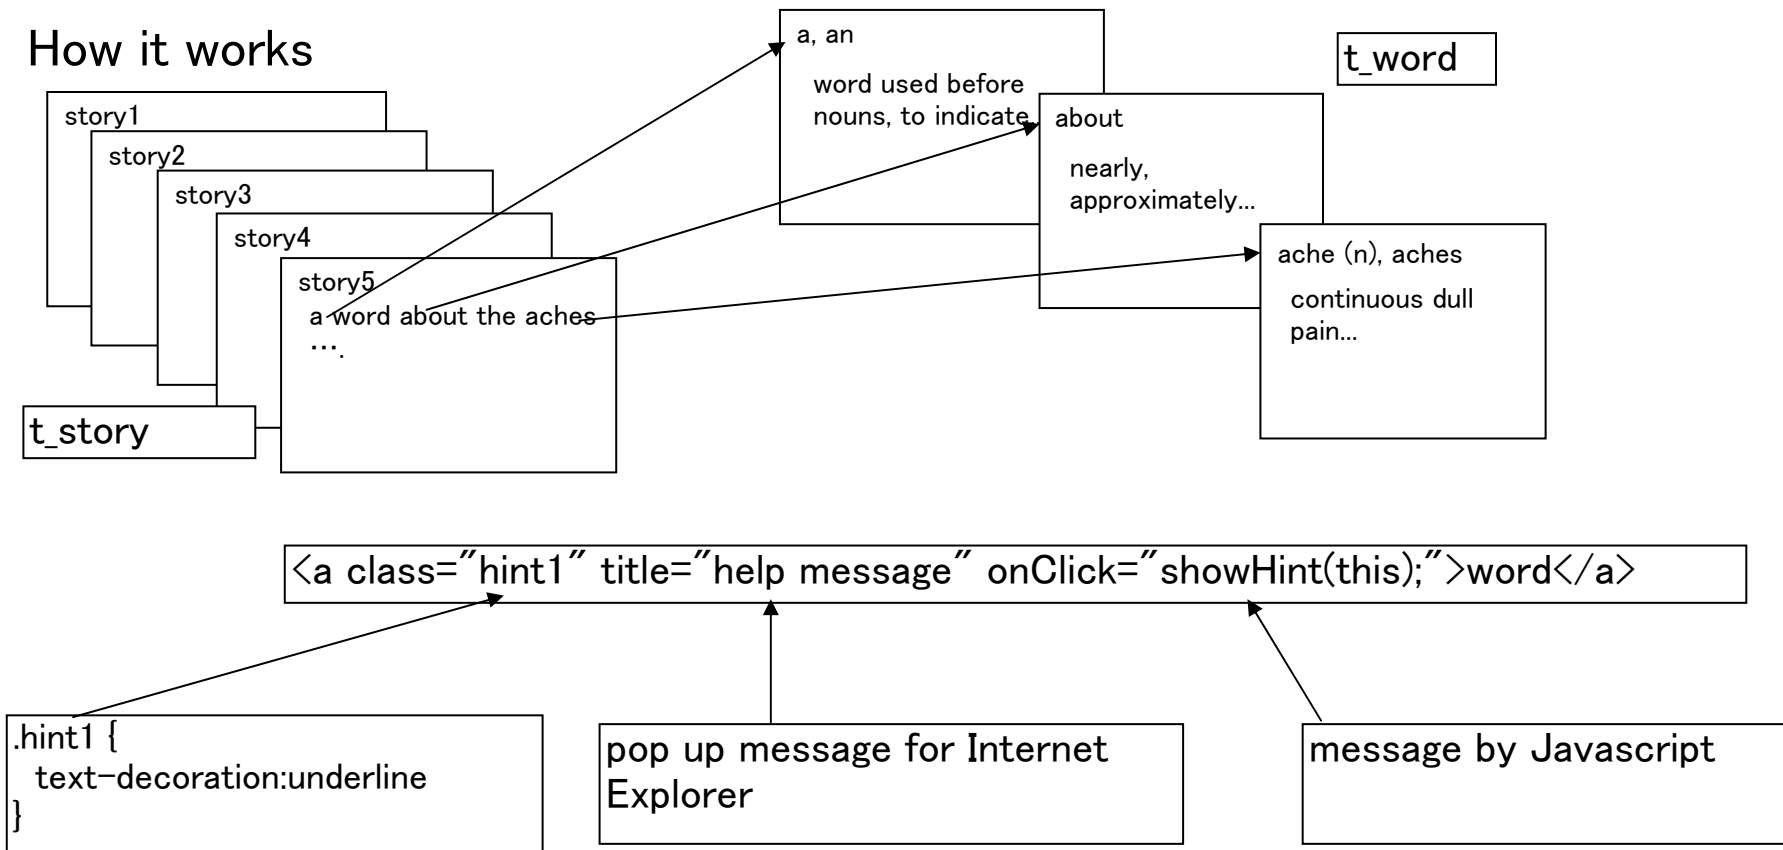 How it works
story1
story2
story3
story4
story5
a word about the aches
….
t_story
a, an
word used before
nouns, to indicate
about
nearly,
approximately...
ache (n), aches
continuous dull
pain...
t_word
<a class="hint1" title="help message" onClick="showHint(this);">word</a>
.hint1 {
text-decoration:underline
}
pop up message for Internet
Explorer
message by Javascript